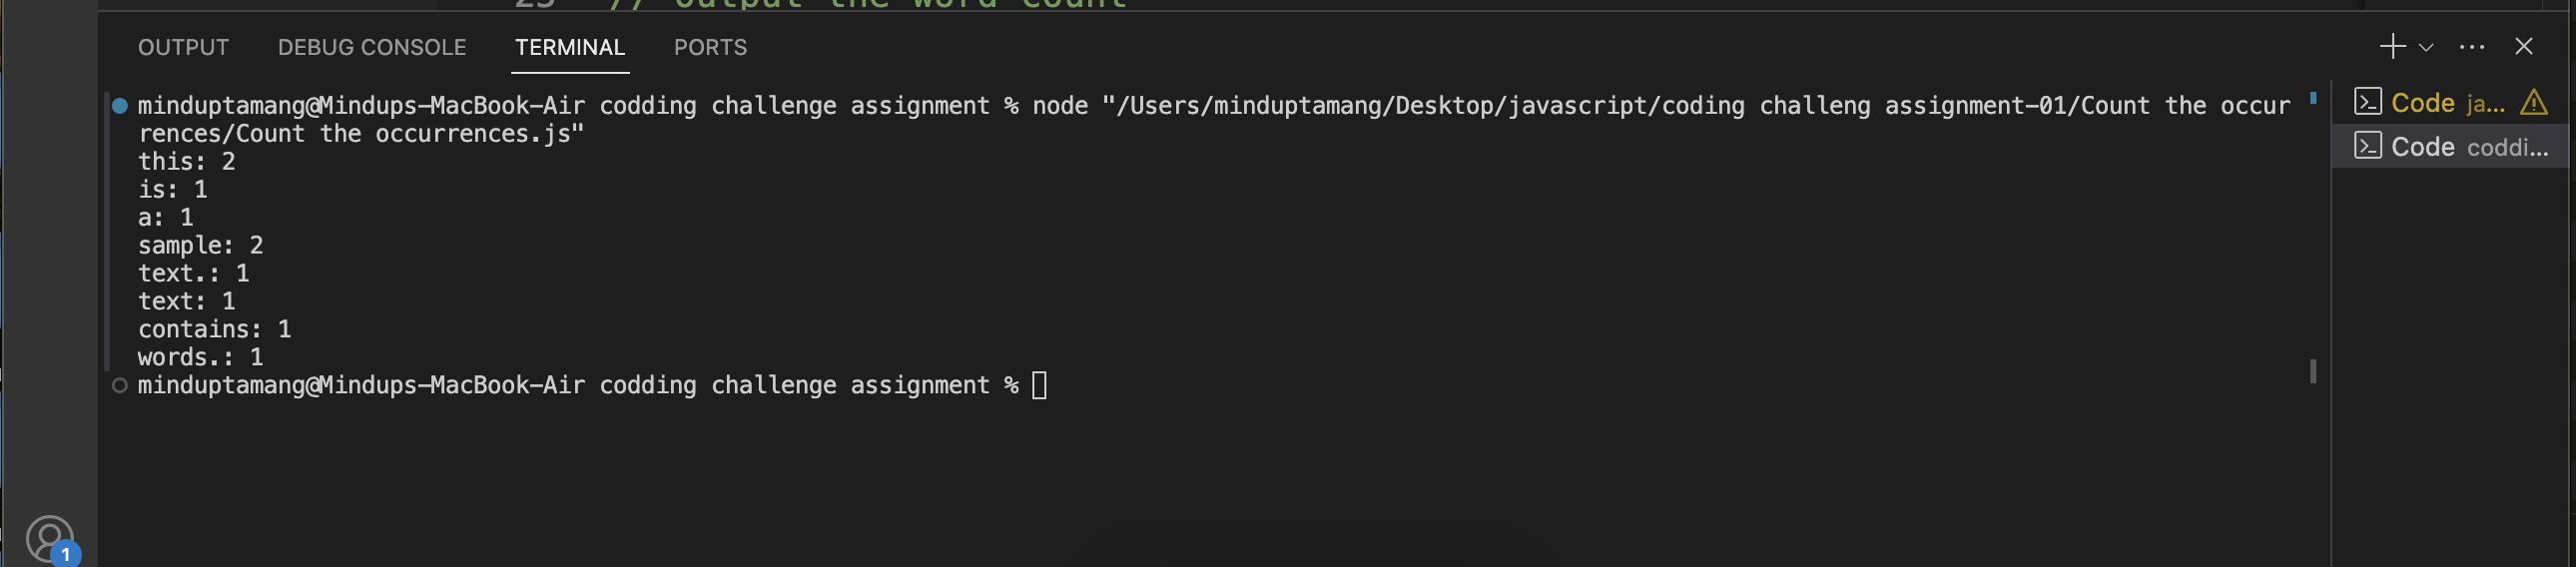 23 // output the word count
OUTPUT DEBUG CONSOLE TERMINAL PORTS
minduptamang@Mindups-MacBook-Air codding challenge assignment % node "/Users/minduptamang/Desktop/javascript/coding challeng assignment-01/Count the occur
rences/Count the occurrences.js"
this: 2
is: 1
a: 1
sample: 2
text.: 1
text: 1
contains: 1
words.: 1
minduptamang@Mindups-MacBook-Air codding challenge assignment %
Code ja...
Code coddi...
1